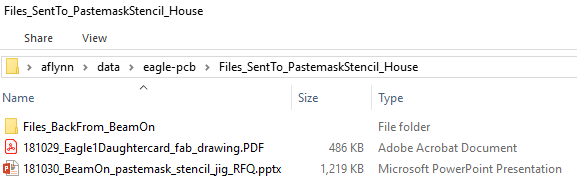 Files_SentTo_PastemaskStencil_House
Share View
aflynn > data > eagle-pcb > Files_SentTo_PastemaskStencil_House
Name Size Type
Files_BackFrom_BeamOn File folder
181029_Eagle1Daughtercard_fab_drawing.PDF 486 KB Adobe Acrobat Document
181030_BeamOn_pastemask_stencil_jig_RFQ.pptx 1,219 KB Microsoft PowerPoint Presentation